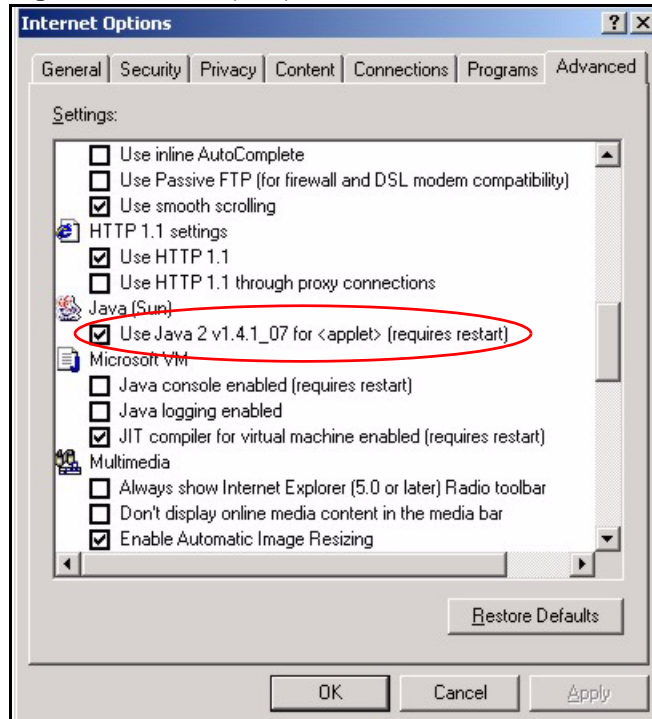 Internet Options
General Security Privacy Content Connections Programs Advanced
Settings:
Use inline AutoComplete
Use Passive FTP (for firewall and DSL modem compatibility)
Use smooth scrolling
HTTP 1.1 settings
Use HTTP 1.1
Use HTTP 1.1 through proxy connections
Java (Sun)
Use Java 2 v1.4.1_07 for <applet> (requires restart)
Microsoft VM
Java console enabled (requires restart)
Java logging enabled
JIT compiler for virtual machine enabled (requires restart)
Multimedia
Always show Internet Explorer (5.0 or later) Radio toolbar
Don't display online media content in the media bar
Enable Automatic Image Resizing
Restore Defaults
OK Cancel Apply